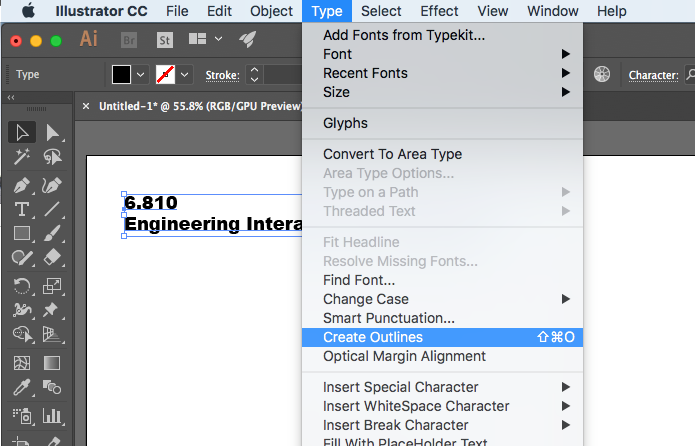 Illustrator CC File Edit Object Type Select Effect Type View Window Help
Ai Br St
Type Stroke: Character:
Untitled-1* @ 55.8% (RGB/GPU Preview)
6.810
Engineering Intera
Add Fonts from Typekit...
Font
Recent Fonts
Size
Glyphs
Convert To Area Type
Area Type Options...
Type on a Path
Threaded Text
Fit Headline
Resolve Missing Fonts...
Find Font...
Change Case
Smart Punctuation...
Create Outlines ⇧⌘O
Optical Margin Alignment
Insert Special Character
Insert WhiteSpace Character
Insert Break Character
Fill With PlaceHolder Text